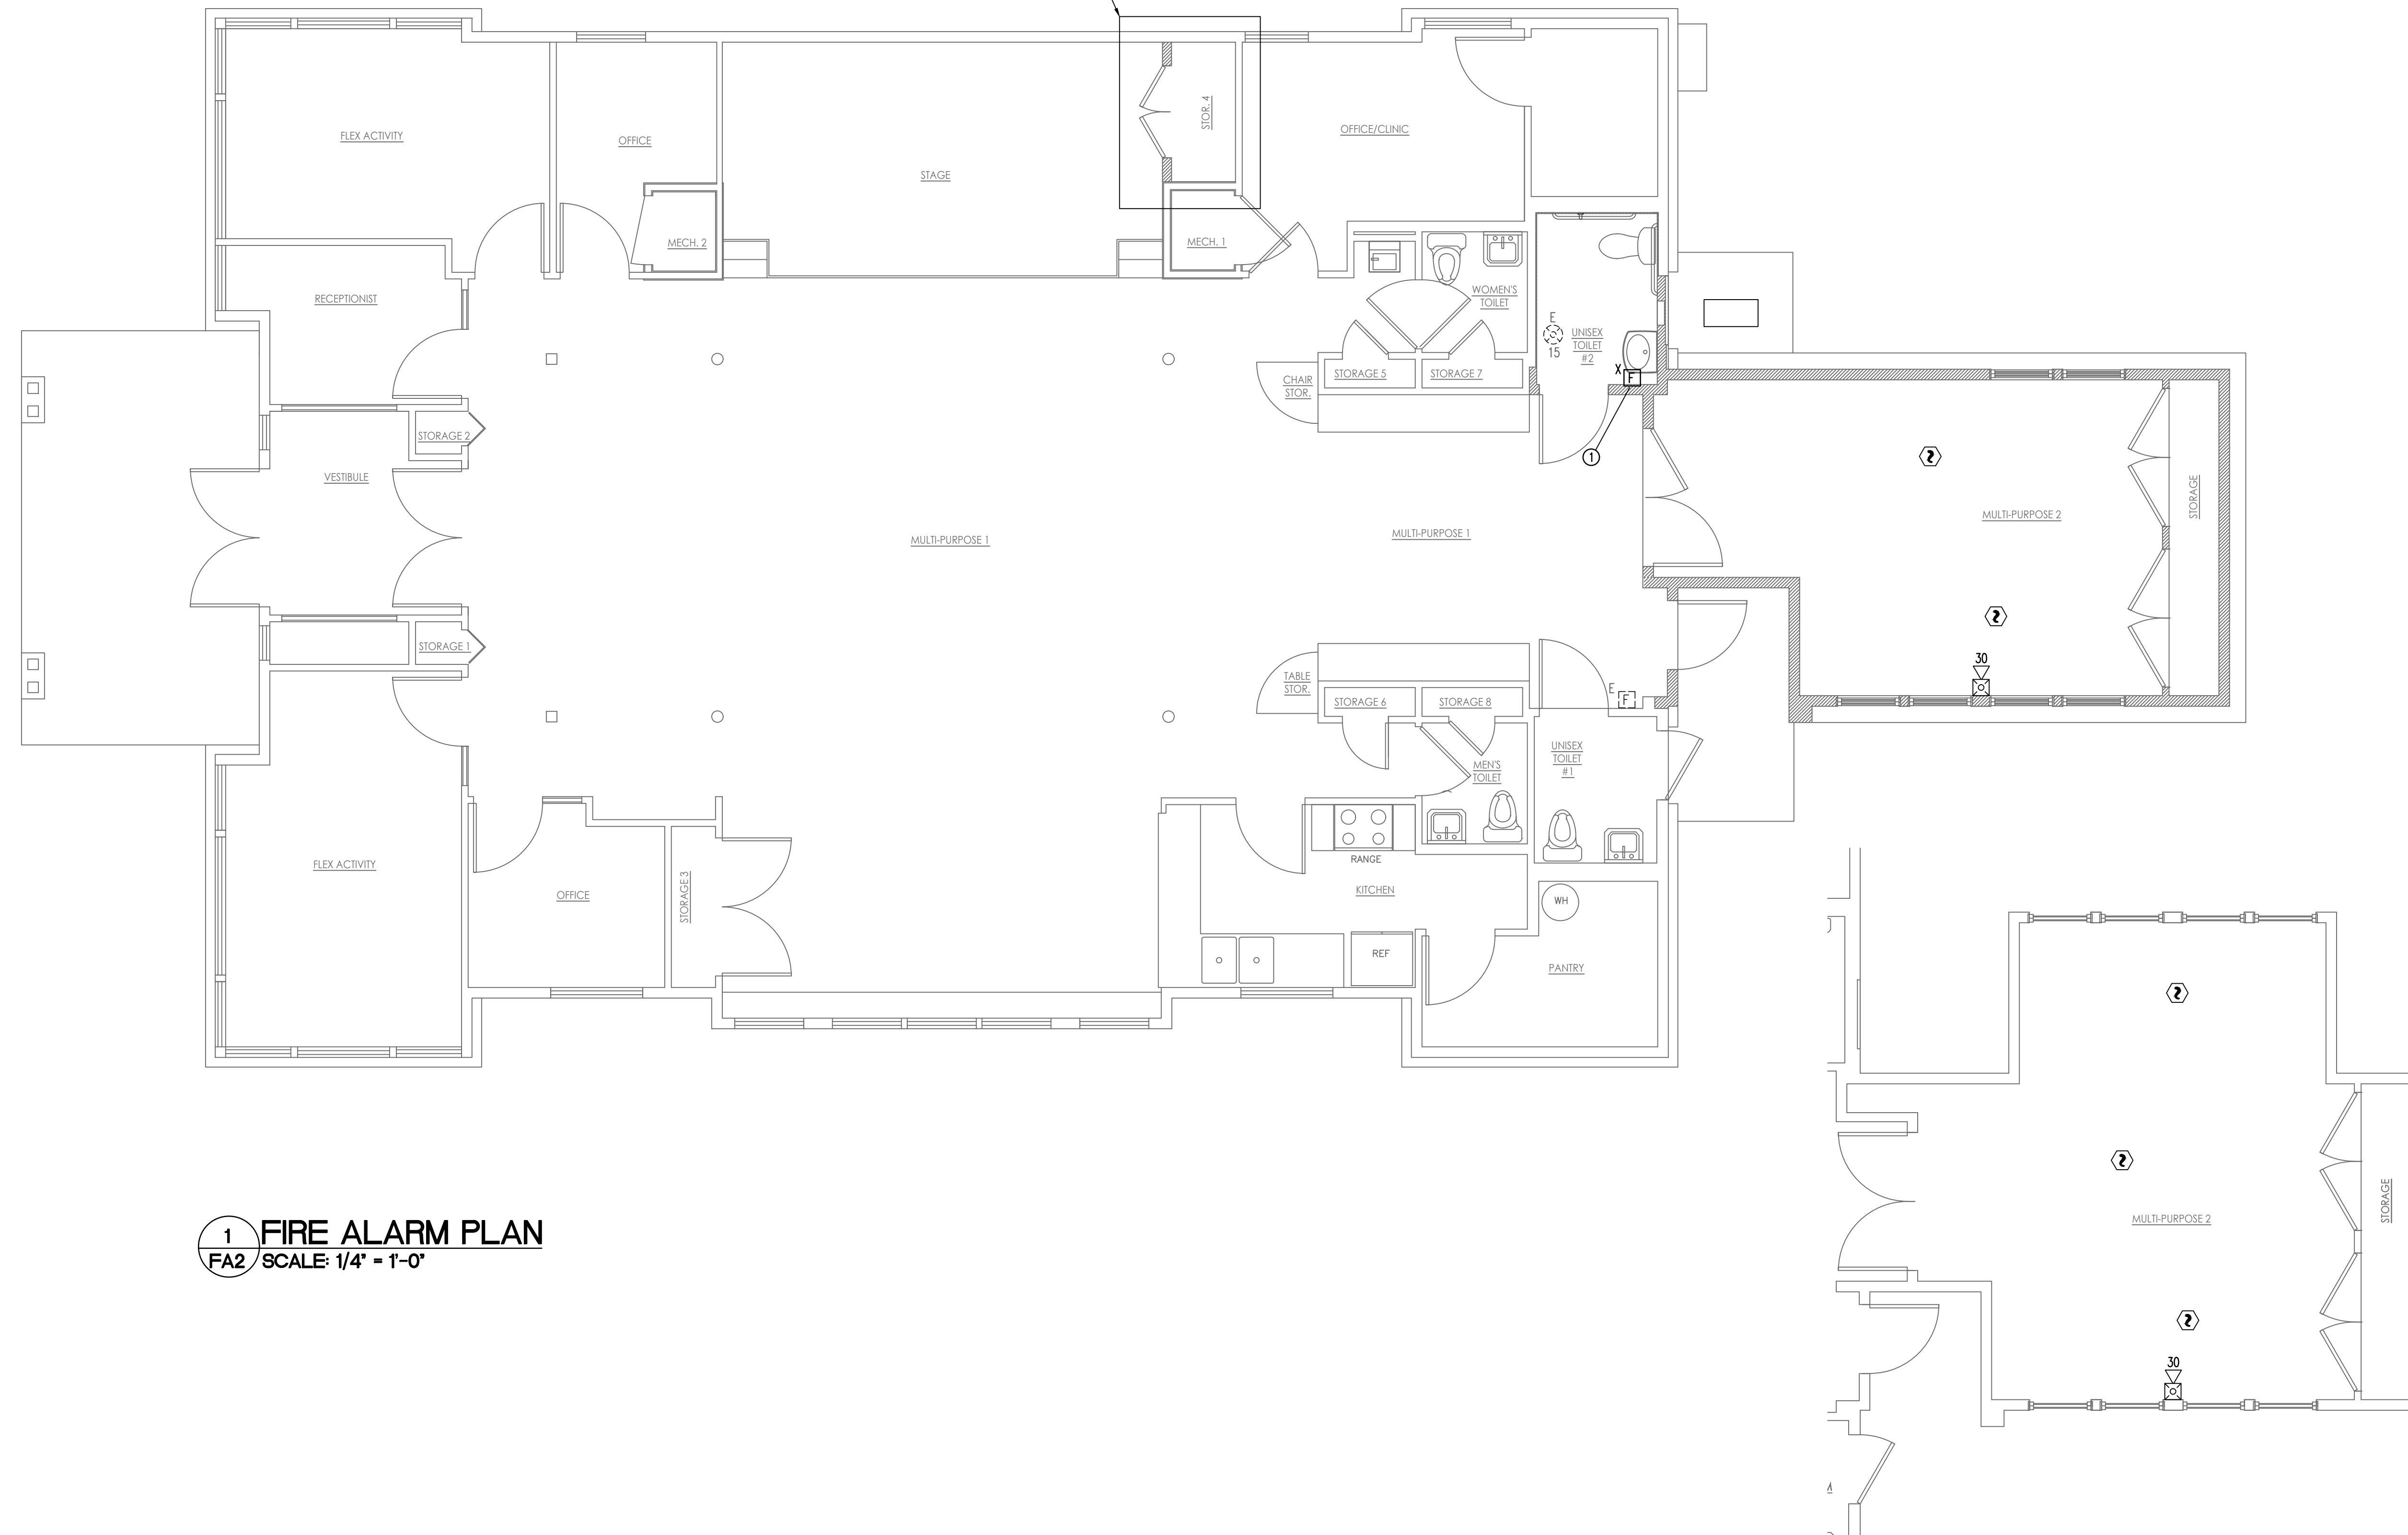 FLEX ACTIVITY
OFFICE
STAGE
STOR. 4
OFFICE/CLINIC
MECH. 2
MECH. 1
RECEPTIONIST
WOMEN'S
TOILET
E
15
UNISEX
TOILET
#2
X
F
CHAIR
STOR.
STORAGE 5
STORAGE 7
STORAGE 2
VESTIBULE
1
MULTI-PURPOSE 1
MULTI-PURPOSE 1
MULTI-PURPOSE 2
STORAGE
STORAGE 1
30
TABLE
STOR.
STORAGE 6
STORAGE 8
E
F
MEN'S
TOILET
UNISEX
TOILET
#1
FLEX ACTIVITY
OFFICE
STORAGE 3
RANGE
KITCHEN
WH
REF
PANTRY
MULTI-PURPOSE 2
STORAGE
30
1
FIRE ALARM PLAN
FA2
SCALE: 1/4" = 1'-0"